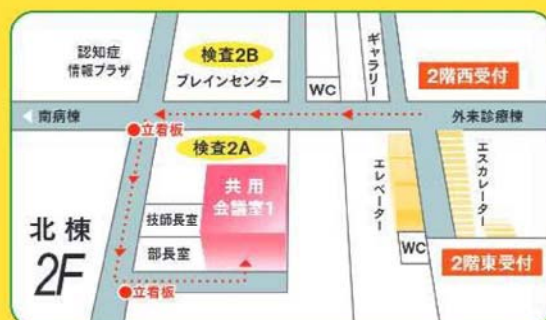 認知症
情報プラザ
検査2B
ブレインセンター
WC
ギャラリー
2階西受付
南病棟
外来診療棟
立看板
検査2A
共用
会議室1
エレベーター
エスカレーター
技師長室
部長室
北棟
2F
WC
2階東受付
立看板